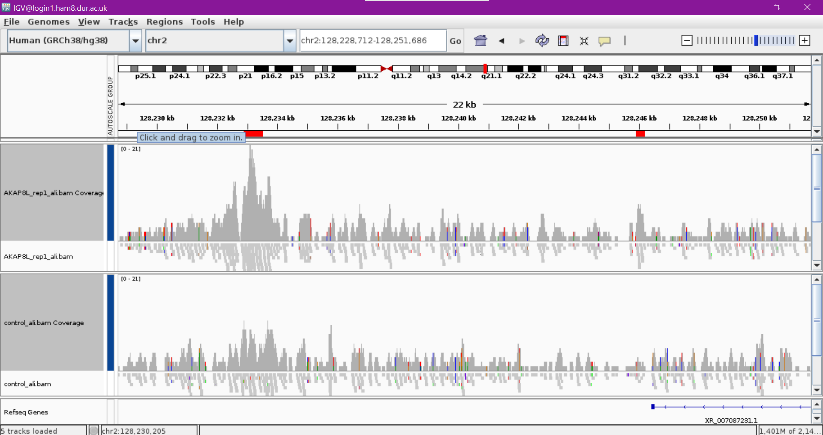 IGV@login1.ham8.dur.ac.uk
File Genomes View Tracks Regions Tools Help
Human (GRCh38/hg38) chr2 chr2:128,228,712-128,251,686 Go
p25.1 p24.1 p22.3 p21 p16.2 p15 p13.2 p11.2 q11.2 q13 q14.2 q21.1 q22.2 q24.1 q24.3 q31.2 q32.2 q33.1 q34 q36.1 q37.1
22 kb
128,230 kb 128,232 kb 128,234 kb 128,236 kb 128,238 kb 128,240 kb 128,242 kb 128,244 kb 128,246 kb 128,248 kb 128,250 kb
AUTOSCALE GROUP
Click and drag to zoom in.
[0 - 21]
AKAP8L_rep1_ali.bam Coverage
AKAP8L_rep1_ali.bam
[0 - 21]
control_ali.bam Coverage
control_ali.bam
Refseq Genes
XR_007087281.1
5 tracks loaded chr2:128,230,205 1,401M of 2,14...